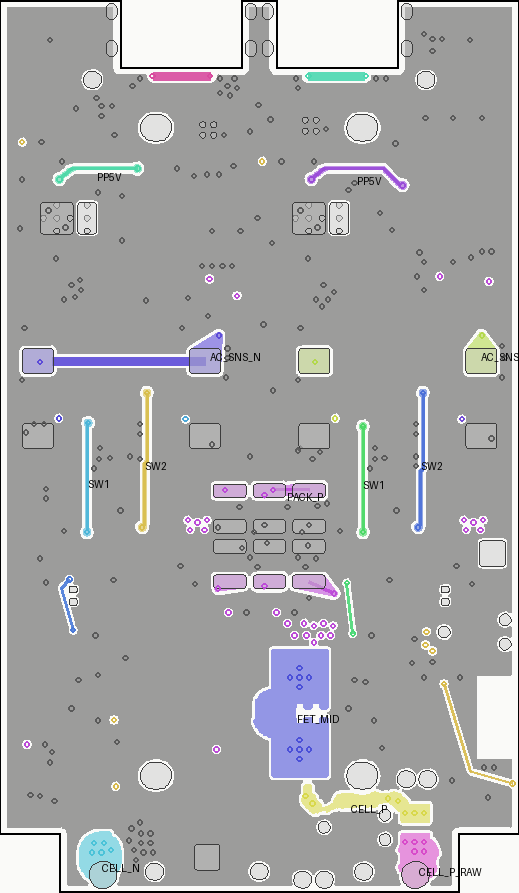 PP5V
PP5V
AC_SNS_N
AC_SNS
SW2
SW2
SW1
SW1
PACK_P
FET_MID
CELL_P
CELL_N
CELL_P_RAW